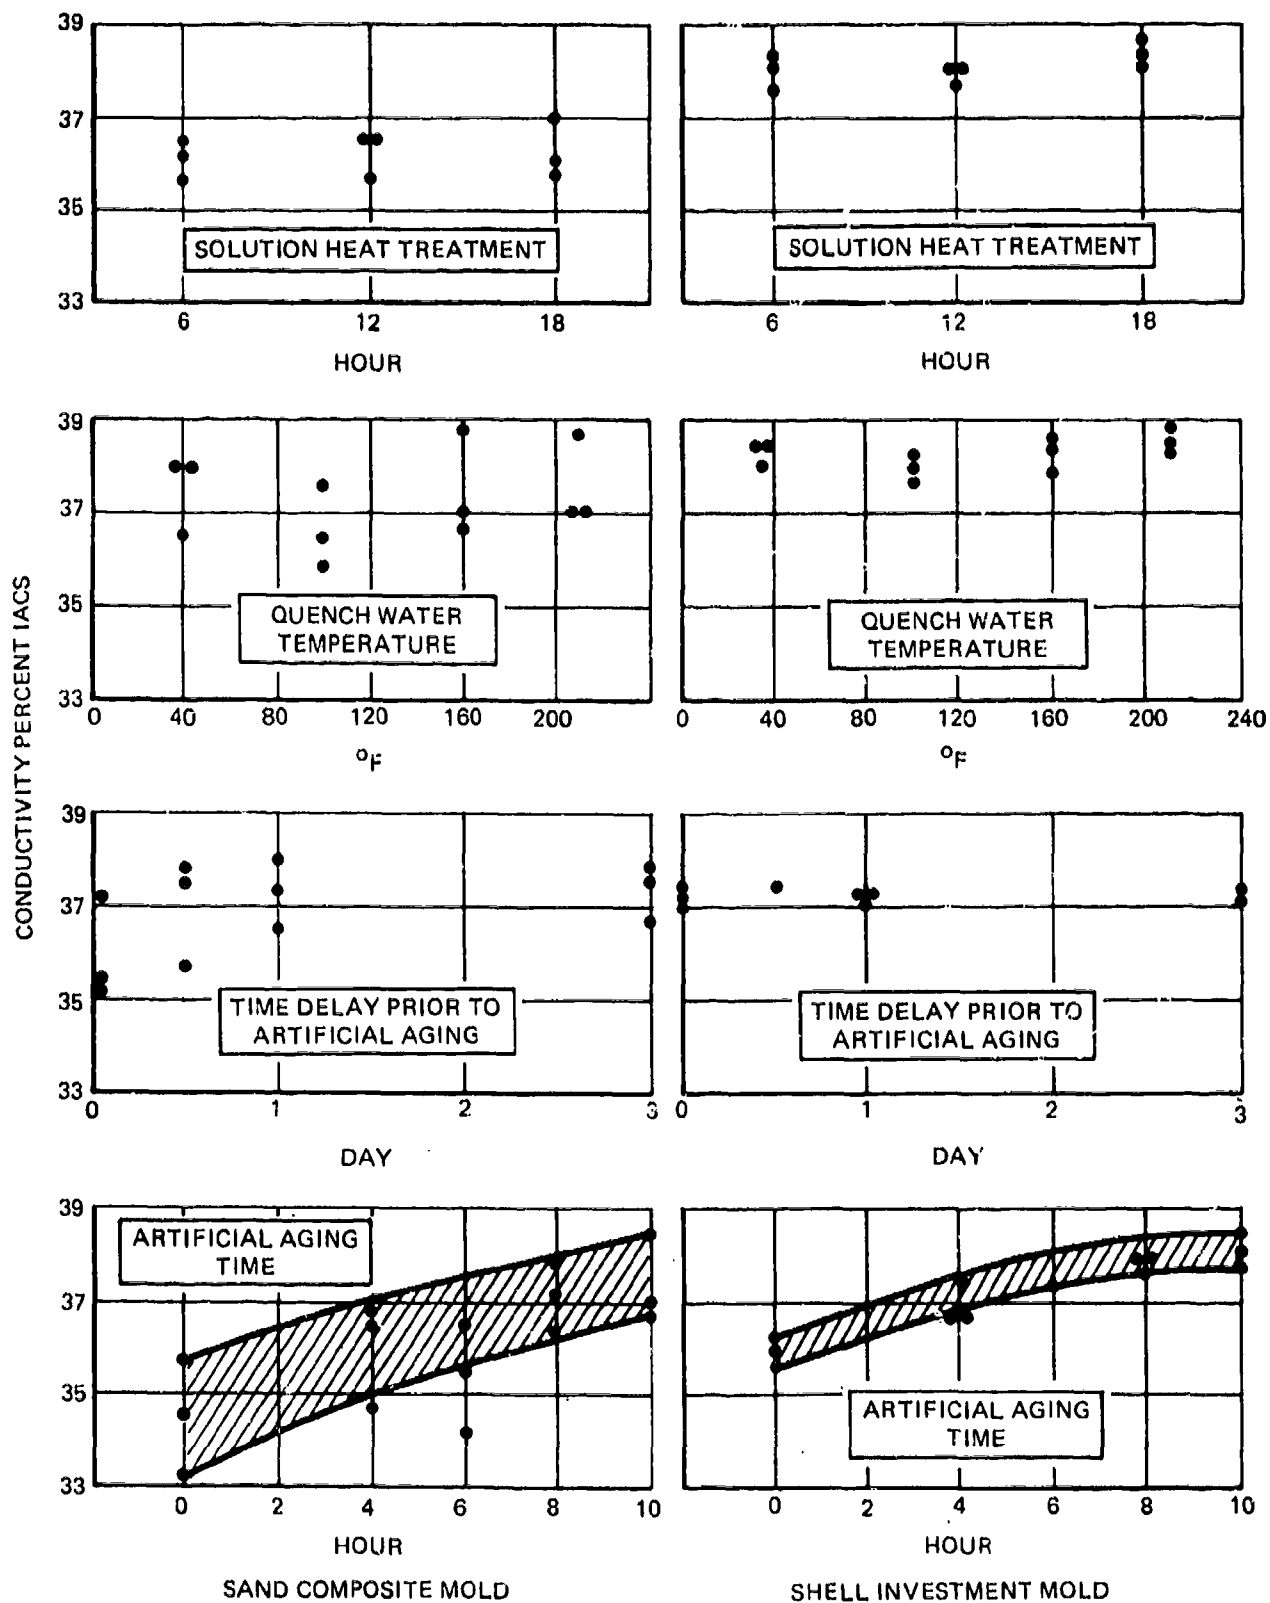 39
37
35
33
SOLUTION HEAT TREATMENT
6 12 18
HOUR
SOLUTION HEAT TREATMENT
6 12 18
HOUR
CONDUCTIVITY PERCENT IACS
39
37
35
33
QUENCH WATER
TEMPERATURE
0 40 80 120 160 200
°F
QUENCH WATER
TEMPERATURE
0 40 80 120 160 200 240
°F
39
37
35
33
TIME DELAY PRIOR TO
ARTIFICIAL AGING
0 1 2 3
DAY
TIME DELAY PRIOR TO
ARTIFICIAL AGING
0 1 2 3
DAY
39
37
35
33
ARTIFICIAL AGING
TIME
0 2 4 6 8 10
HOUR
SAND COMPOSITE MOLD
ARTIFICIAL AGING
TIME
0 2 4 6 8 10
HOUR
SHELL INVESTMENT MOLD